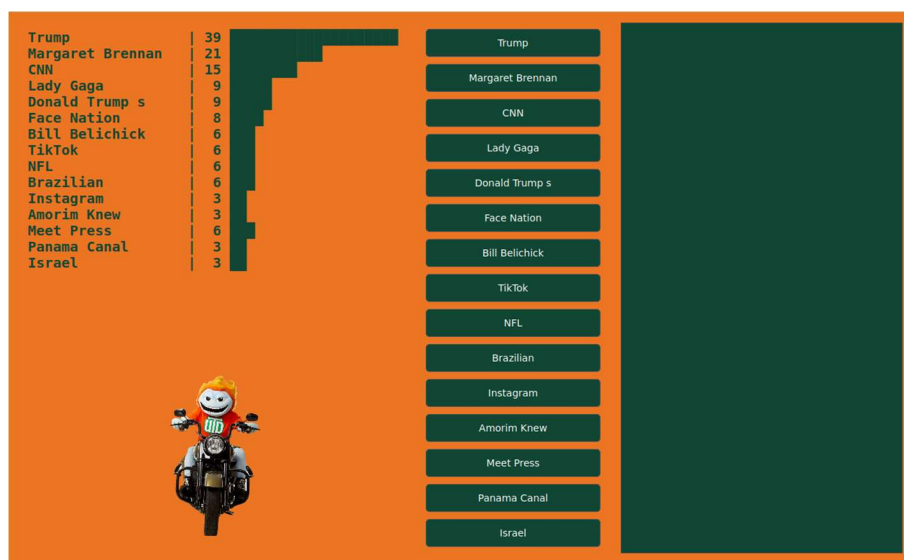 Trump | 39
Margaret Brennan | 21
CNN | 15
Lady Gaga | 9
Donald Trump s | 9
Face Nation | 8
Bill Belichick | 6
TikTok | 6
NFL | 6
Brazilian | 6
Instagram | 3
Amorim Knew | 3
Meet Press | 6
Panama Canal | 3
Israel | 3
Trump
Margaret Brennan
CNN
Lady Gaga
Donald Trump s
Face Nation
Bill Belichick
TikTok
NFL
Brazilian
Instagram
Amorim Knew
Meet Press
Panama Canal
Israel
UTD